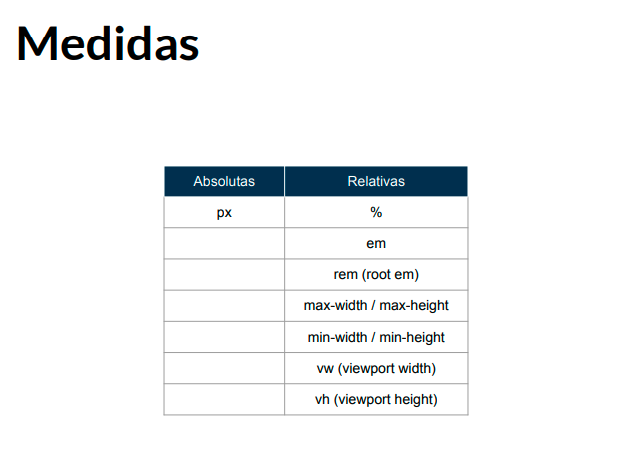 Medidas
Absolutas Relativas
px %
em
rem (root em)
max-width / max-height
min-width / min-height
vw (viewport width)
vh (viewport height)